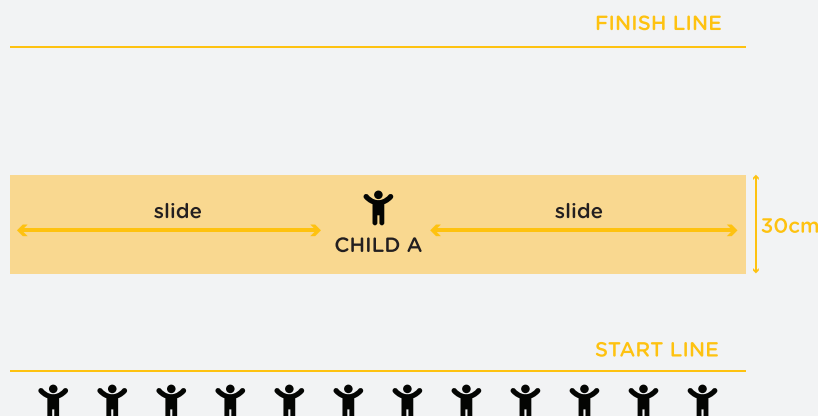 FINISH LINE
slide
slide
30cm
CHILD A
START LINE